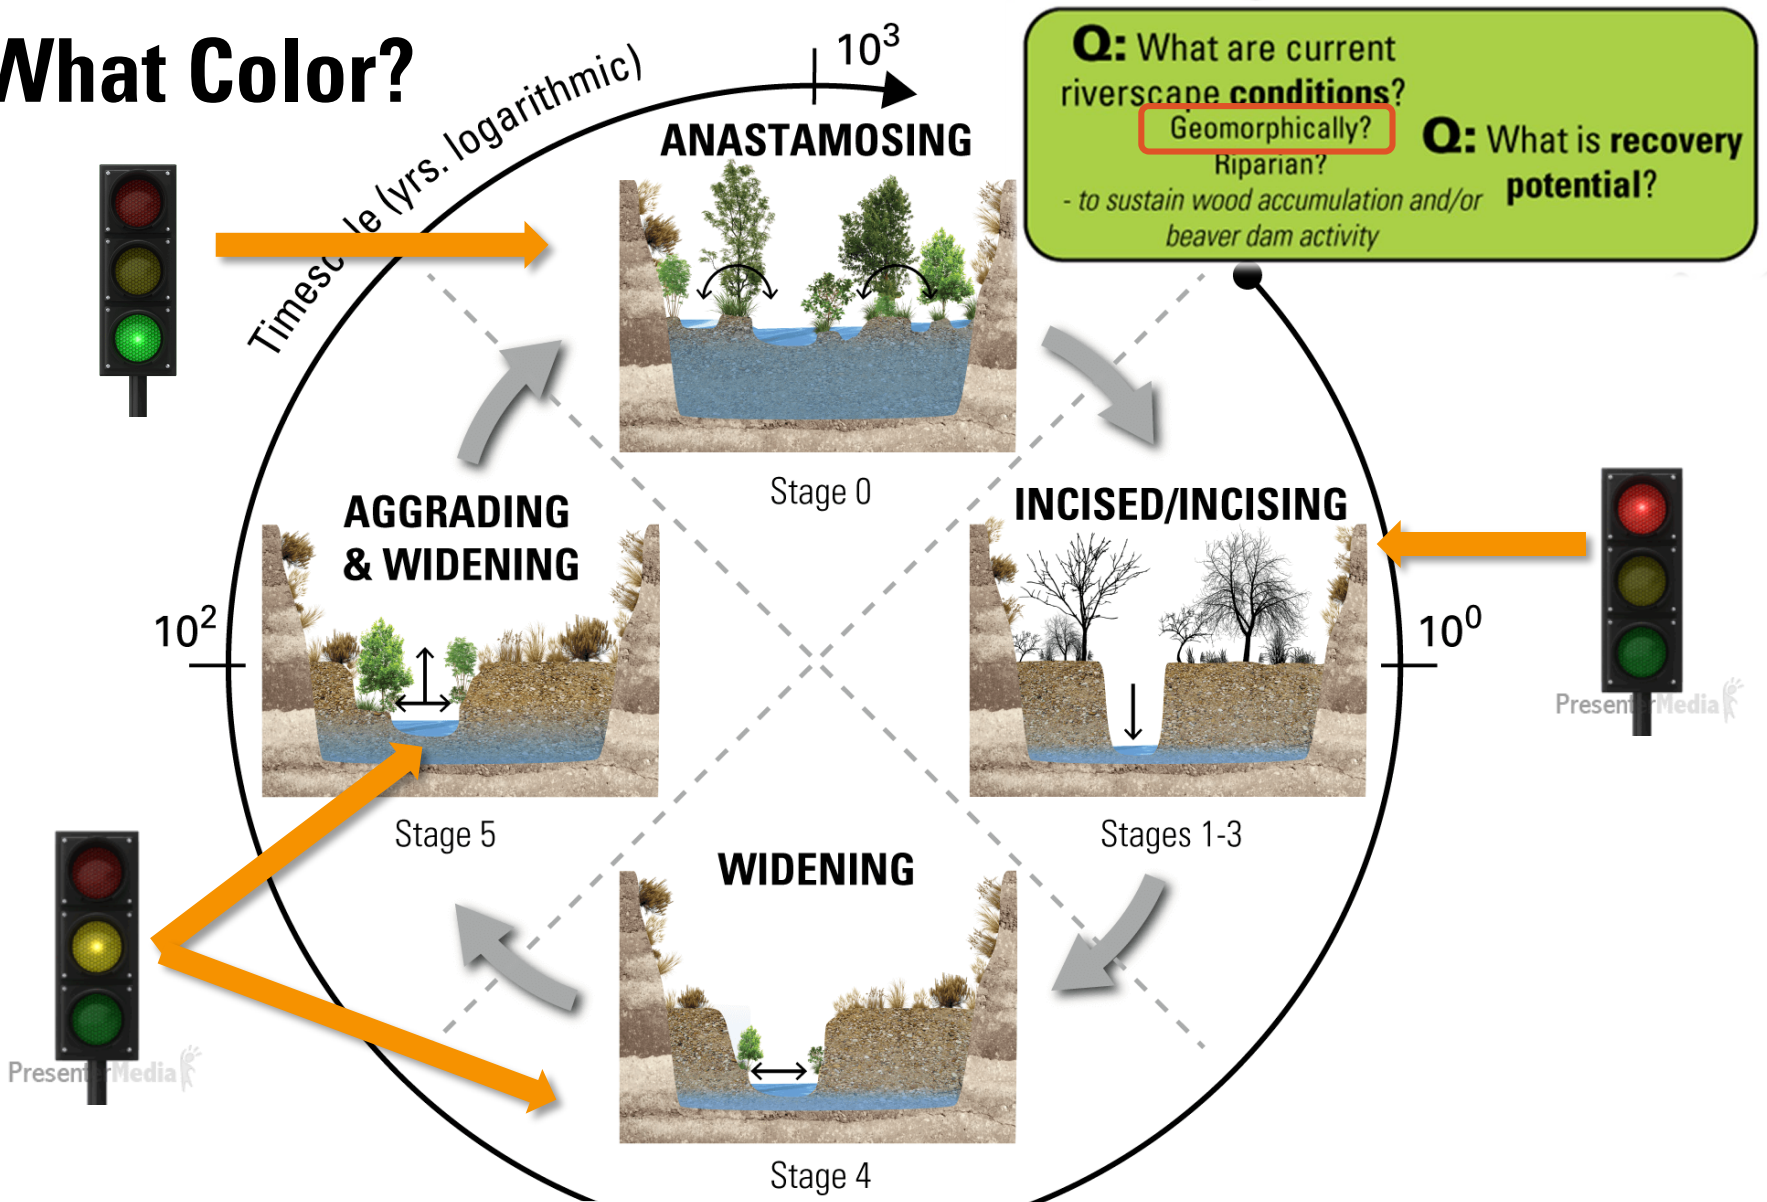 What Color?
Timescale (yrs. logarithmic)
10³
Q: What are current
riverscape conditions?
Geomorphically?
Riparian?
- to sustain wood accumulation and/or
beaver dam activity
Q: What is recovery
potential?
ANASTAMOSING
Stage 0
INCISED/INCISING
10⁰
Stages 1-3
AGGRADING
& WIDENING
10²
Stage 5
WIDENING
Stage 4
PresenterMedia
PresenterMedia